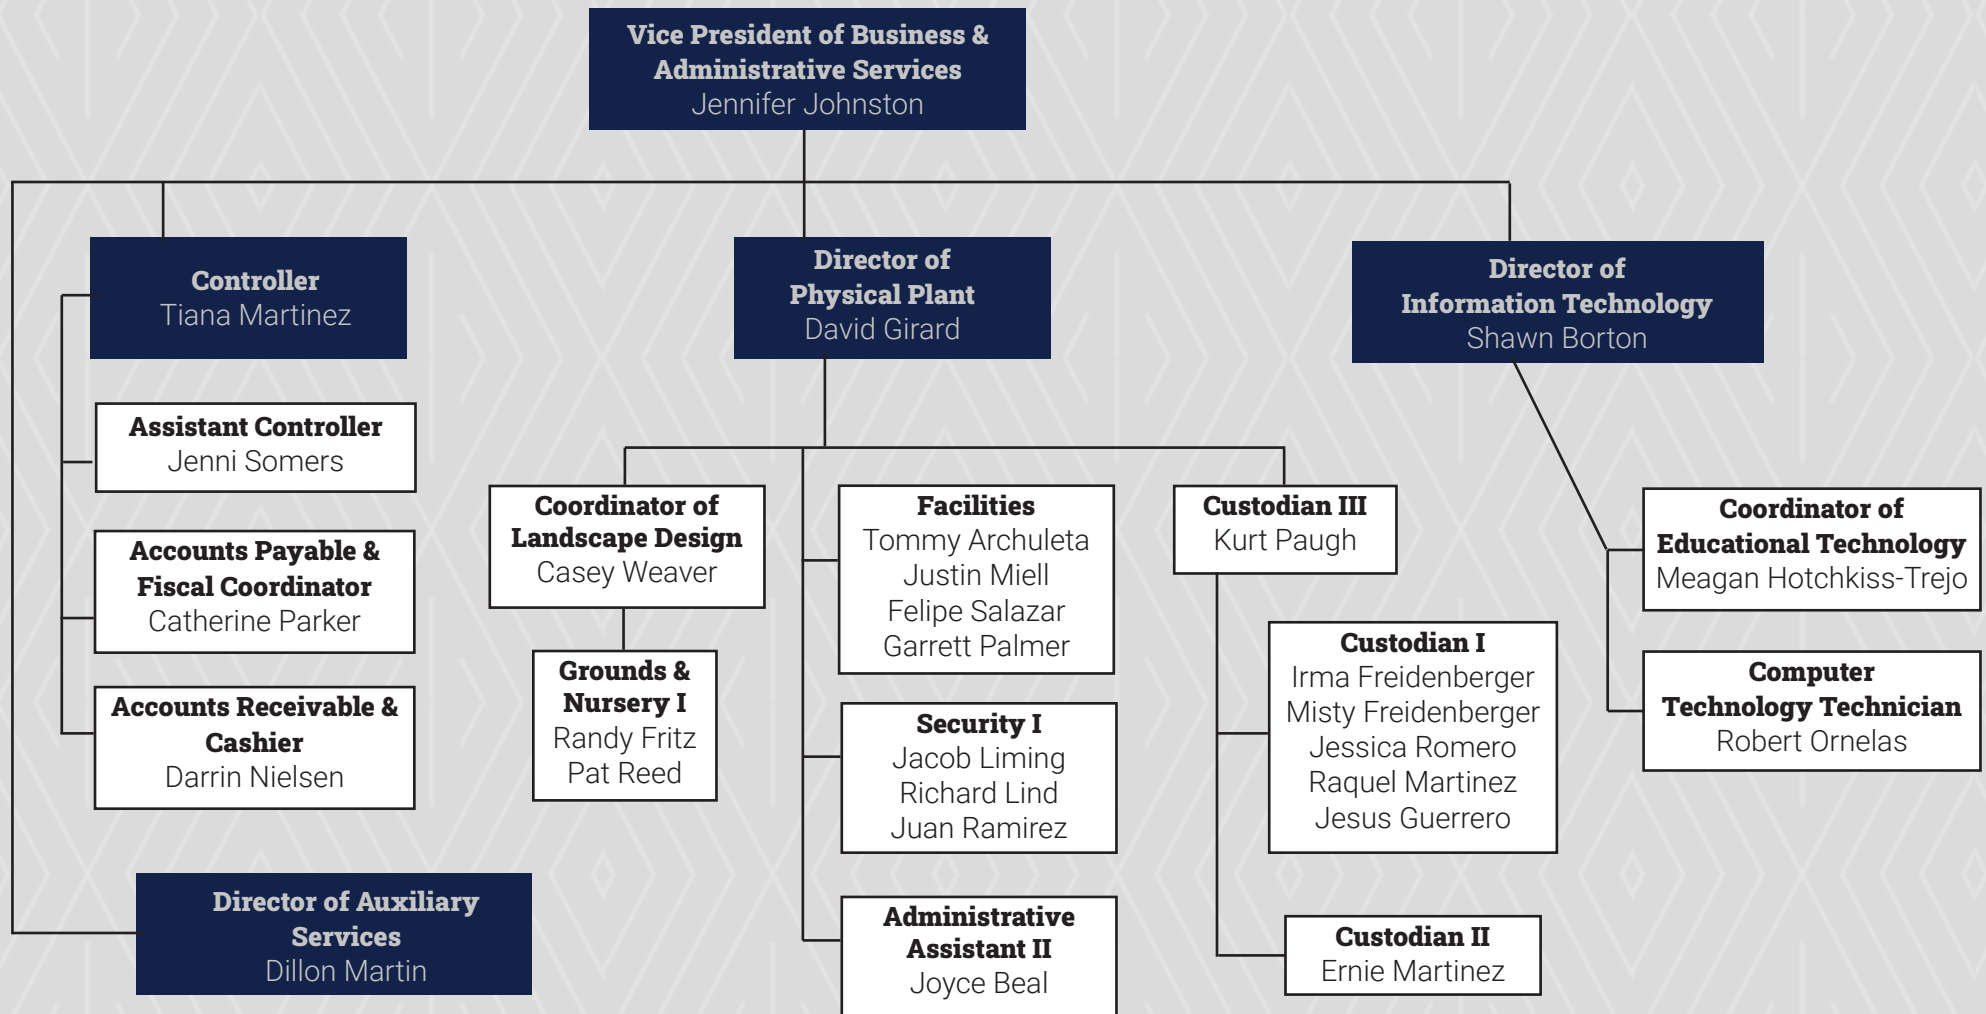 Vice President of Business &
Administrative Services
Jennifer Johnston
Controller
Tiana Martinez
Director of
Physical Plant
David Girard
Director of
Information Technology
Shawn Borton
Assistant Controller
Jenni Somers
Accounts Payable &
Fiscal Coordinator
Catherine Parker
Accounts Receivable &
Cashier
Darrin Nielsen
Director of Auxiliary
Services
Dillon Martin
Coordinator of
Landscape Design
Casey Weaver
Grounds &
Nursery I
Randy Fritz
Pat Reed
Facilities
Tommy Archuleta
Justin Miell
Felipe Salazar
Garrett Palmer
Security I
Jacob Liming
Richard Lind
Juan Ramirez
Administrative
Assistant II
Joyce Beal
Custodian III
Kurt Paugh
Custodian I
Irma Freidenberger
Misty Freidenberger
Jessica Romero
Raquel Martinez
Jesus Guerrero
Custodian II
Ernie Martinez
Coordinator of
Educational Technology
Meagan Hotchkiss-Trejo
Computer
Technology Technician
Robert Ornelas